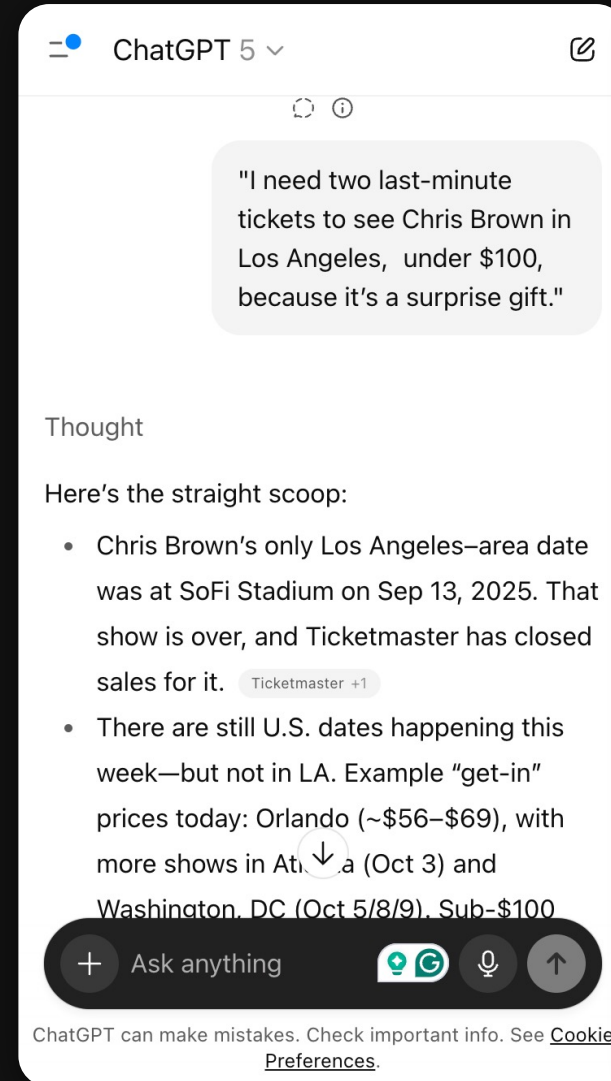 ChatGPT 5
"I need two last-minute
tickets to see Chris Brown in
Los Angeles,  under $100,
because it’s a surprise gift."
Thought
Here’s the straight scoop:
• Chris Brown’s only Los Angeles–area date
was at SoFi Stadium on Sep 13, 2025. That
show is over, and Ticketmaster has closed
sales for it. Ticketmaster +1
• There are still U.S. dates happening this
week—but not in LA. Example “get-in”
prices today: Orlando (~$56–$69), with
more shows in (Oct 3) and
Washington, DC (Oct 5/8/9). Sub-$100
Ask anything
ChatGPT can make mistakes. Check important info. See Cookie
Preferences.